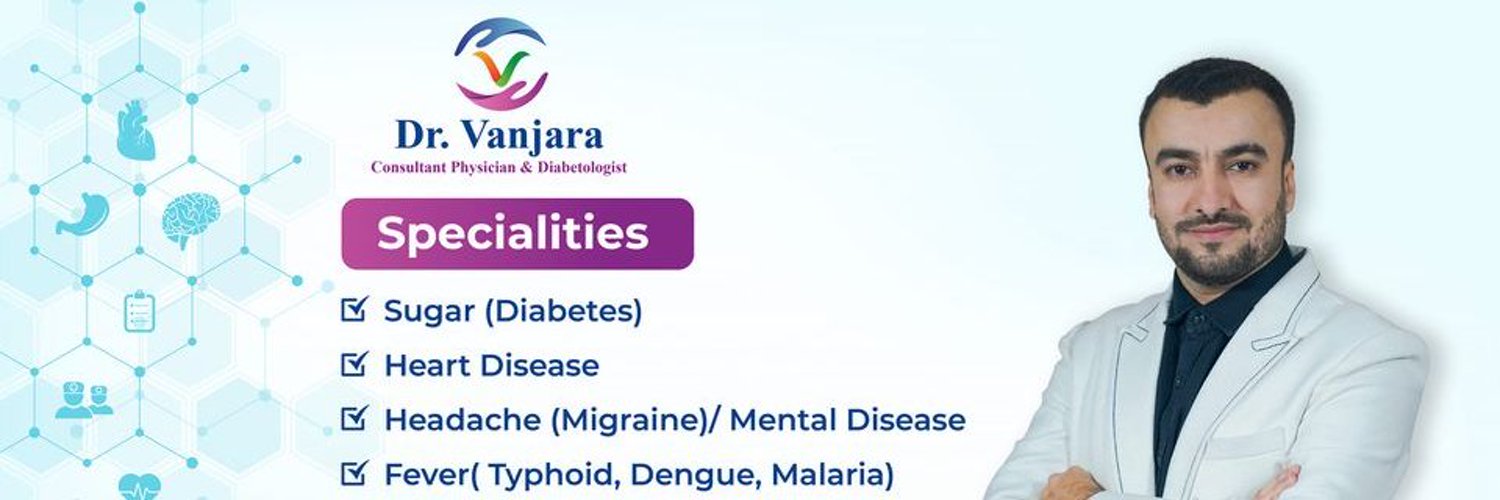 Dr. Vanjara
Consultant Physician & Diabetologist
Specialities
Sugar (Diabetes)
Heart Disease
Headache (Migraine)/ Mental Disease
Fever( Typhoid, Dengue, Malaria)